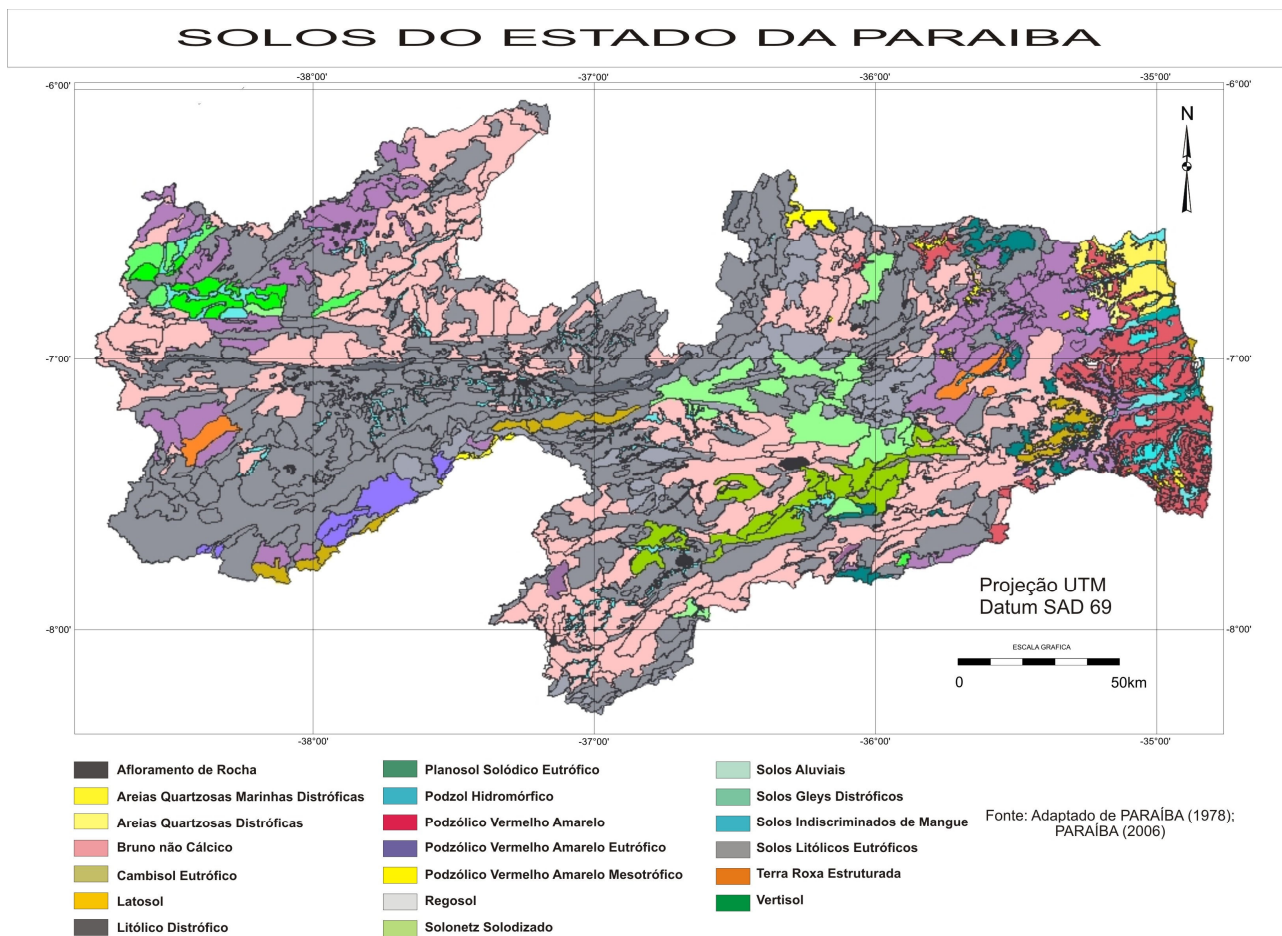 SOLOS DO ESTADO DA PARAIBA
-38°00'
-37°00'
-36°00'
-35°00'
-6°00'
-6°00'
N
-7°00'
-7°00'
Projeção UTM
Datum SAD 69
-8°00'
-8°00'
ESCALA GRAFICA
0
50km
-38°00'
-37°00'
-36°00'
-35°00'
Afloramento de Rocha
Areias Quartzosas Marinhas Distróficas
Areias Quartzosas Distróficas
Bruno não Cálcico
Cambisol Eutrófico
Latosol
Litólico Distrófico
Planosol Solódico Eutrófico
Podzol Hidromórfico
Podzólico Vermelho Amarelo
Podzólico Vermelho Amarelo Eutrófico
Podzólico Vermelho Amarelo Mesotrófico
Regosol
Solonetz Solodizado
Solos Aluviais
Solos Gleys Distróficos
Solos Indiscriminados de Mangue
Solos Litólicos Eutróficos
Terra Roxa Estruturada
Vertisol
Fonte: Adaptado de PARAÍBA (1978);
PARAÍBA (2006)